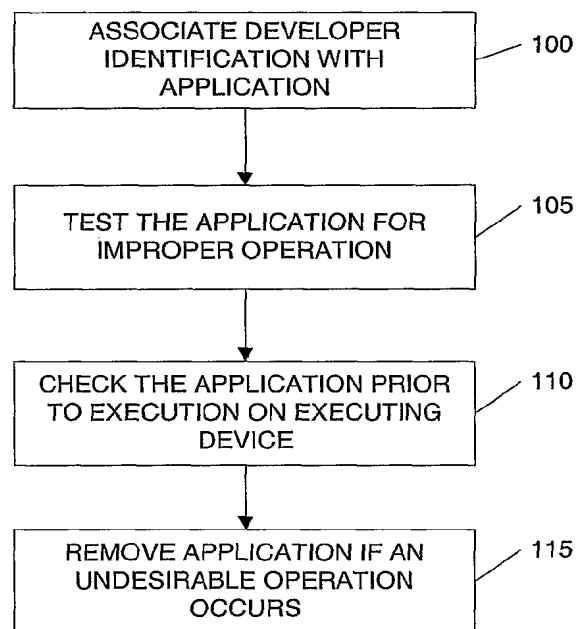 ASSOCIATE DEVELOPER
IDENTIFICATION WITH
APPLICATION
100
TEST THE APPLICATION FOR
IMPROPER OPERATION
105
CHECK THE APPLICATION PRIOR
TO EXECUTION ON EXECUTING
DEVICE
110
REMOVE APPLICATION IF AN
UNDESIRABLE OPERATION
OCCURS
115